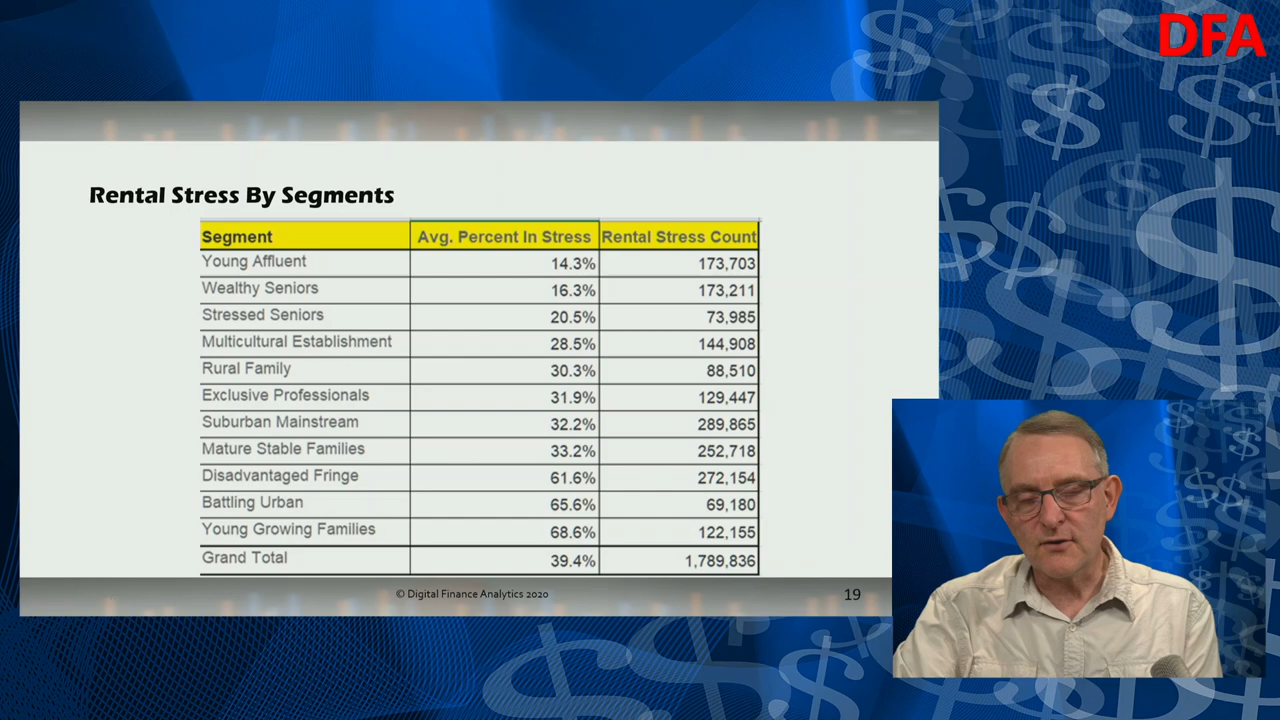 DFA
Rental Stress By Segments
Segment Avg. Percent In Stress Rental Stress Count
Young Affluent 14.3% 173,703
Wealthy Seniors 16.3% 173,211
Stressed Seniors 20.5% 73,985
Multicultural Establishment 28.5% 144,908
Rural Family 30.3% 88,510
Exclusive Professionals 31.9% 129,447
Suburban Mainstream 32.2% 289,865
Mature Stable Families 33.2% 252,718
Disadvantaged Fringe 61.6% 272,154
Battling Urban 65.6% 69,180
Young Growing Families 68.6% 122,155
Grand Total 39.4% 1,789,836
© Digital Finance Analytics 2020 19